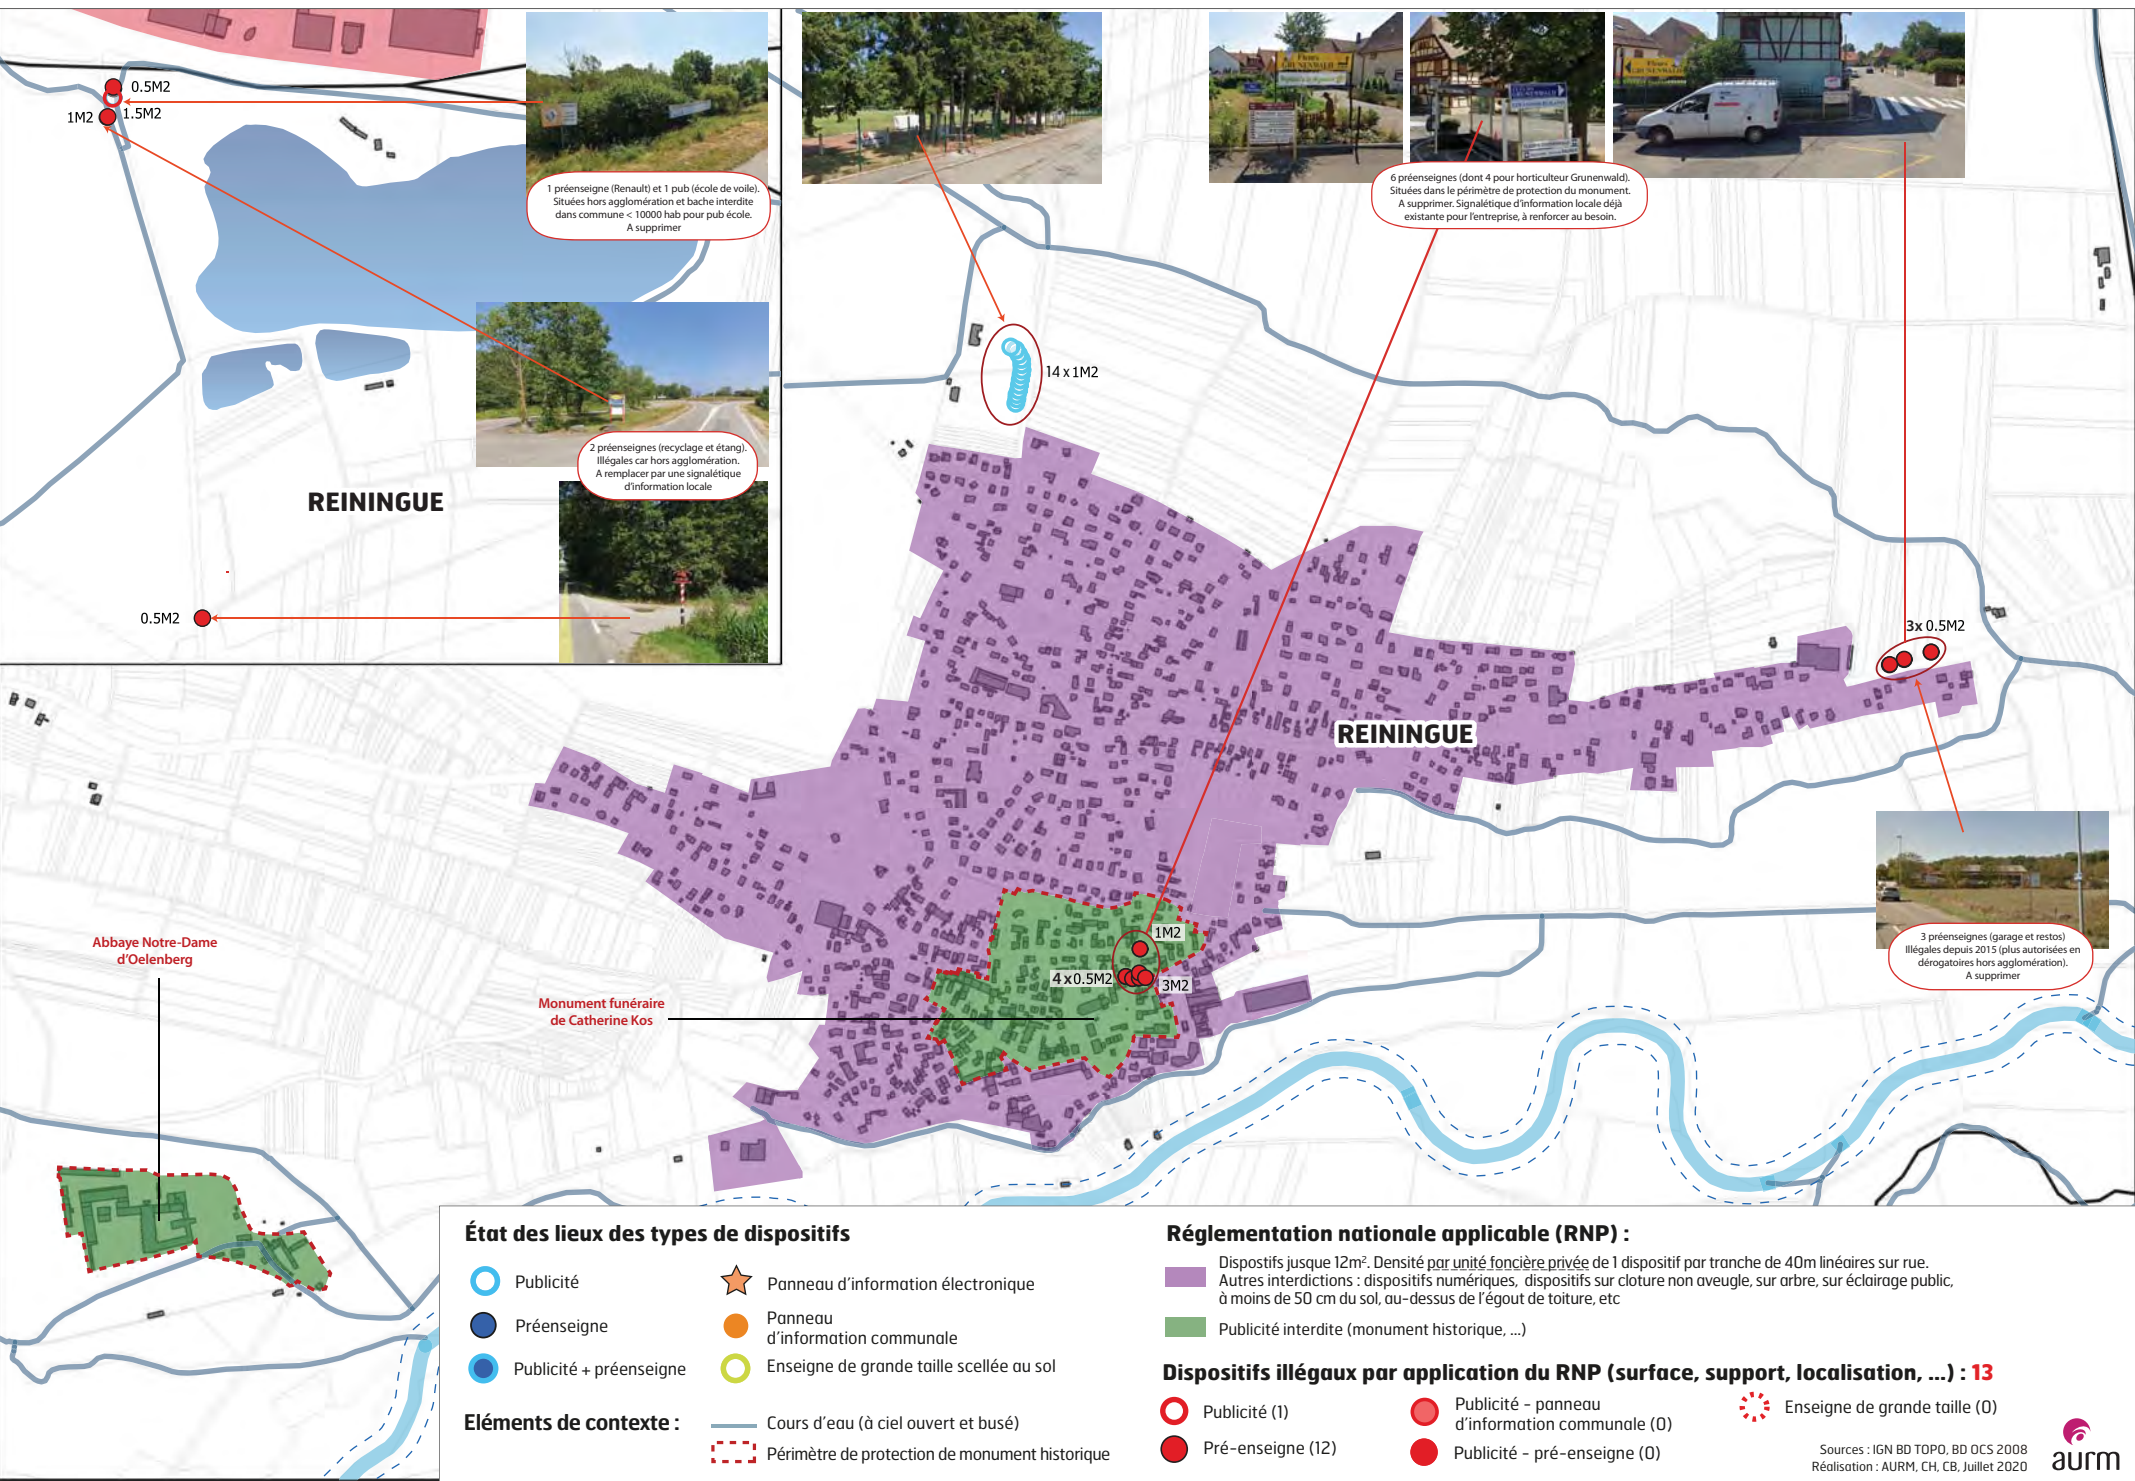 0.5M2
1.5M2
1M2
1 préenseigne (Renault) et 1 pub (école de voile).
Situées hors agglomération et bache interdite
dans commune < 10000 hab pour pub école.
A supprimer
2 préenseignes (recyclage et étang).
Illégales car hors agglomération.
A remplacer par une signalétique
d'information locale
REININGUE
0.5M2
Fleurs
GRUNENWALD
6 préenseignes (dont 4 pour horticulteur Grunenwald).
Situées dans le périmètre de protection du monument.
A supprimer. Signalétique d'information locale déjà
existante pour l'entreprise, à renforcer au besoin.
14 x 1M2
3x 0.5M2
REININGUE
3 préenseignes (garage et restos)
Illégales depuis 2015 (plus autorisées en
dérogatoires hors agglomération).
A supprimer
1M2
4 x 0.5M2
3M2
Abbaye Notre-Dame
d'Oelenberg
Monument funéraire
de Catherine Kos
État des lieux des types de dispositifs
Publicité
Préenseigne
Publicité + préenseigne
Panneau d'information électronique
Panneau
d'information communale
Enseigne de grande taille scellée au sol
Eléments de contexte :
Cours d'eau (à ciel ouvert et busé)
Périmètre de protection de monument historique
Réglementation nationale applicable (RNP) :
Dispostifs jusque 12m². Densité par unité foncière privée de 1 dispositif par tranche de 40m linéaires sur rue.
Autres interdictions : dispositifs numériques, dispositifs sur cloture non aveugle, sur arbre, sur éclairage public,
à moins de 50 cm du sol, au-dessus de l'égout de toiture, etc
Publicité interdite (monument historique, ...)
Dispositifs illégaux par application du RNP (surface, support, localisation, ...) : 13
Publicité (1)
Pré-enseigne (12)
Publicité - panneau
d'information communale (0)
Publicité - pré-enseigne (0)
Enseigne de grande taille (0)
Sources : IGN BD TOPO, BD OCS 2008
Réalisation : AURM, CH, CB, Juillet 2020
aurm